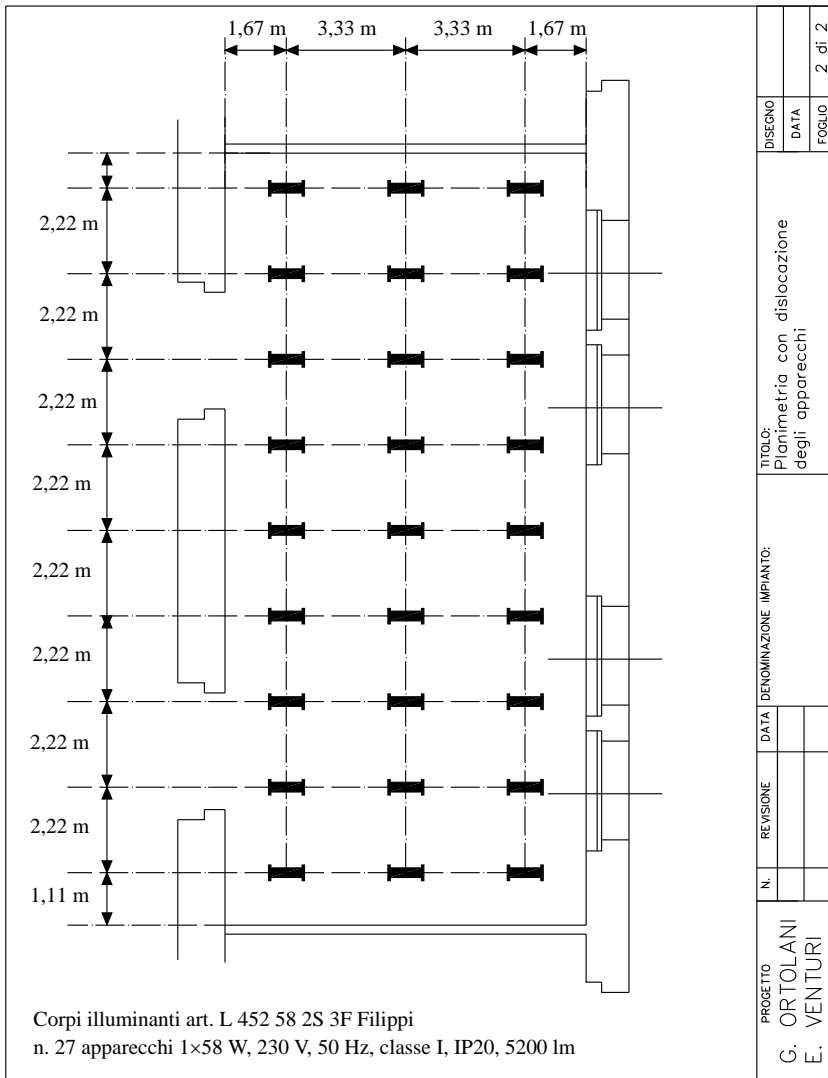 1,67 m 3,33 m 3,33 m 1,67 m
2,22 m
2,22 m
2,22 m
2,22 m
2,22 m
2,22 m
2,22 m
2,22 m
1,11 m
Corpi illuminanti art. L 452 58 2S 3F Filippi
n. 27 apparecchi 1×58 W, 230 V, 50 Hz, classe I, IP20, 5200 lm
PROGETTO
G. ORTOLANI
E. VENTURI
N. REVISIONE DATA
DENOMINAZIONE IMPIANTO:
TITOLO:
Planimetria con dislocazione
degli apparecchi
DISEGNO
DATA
FOGLIO 2 di 2